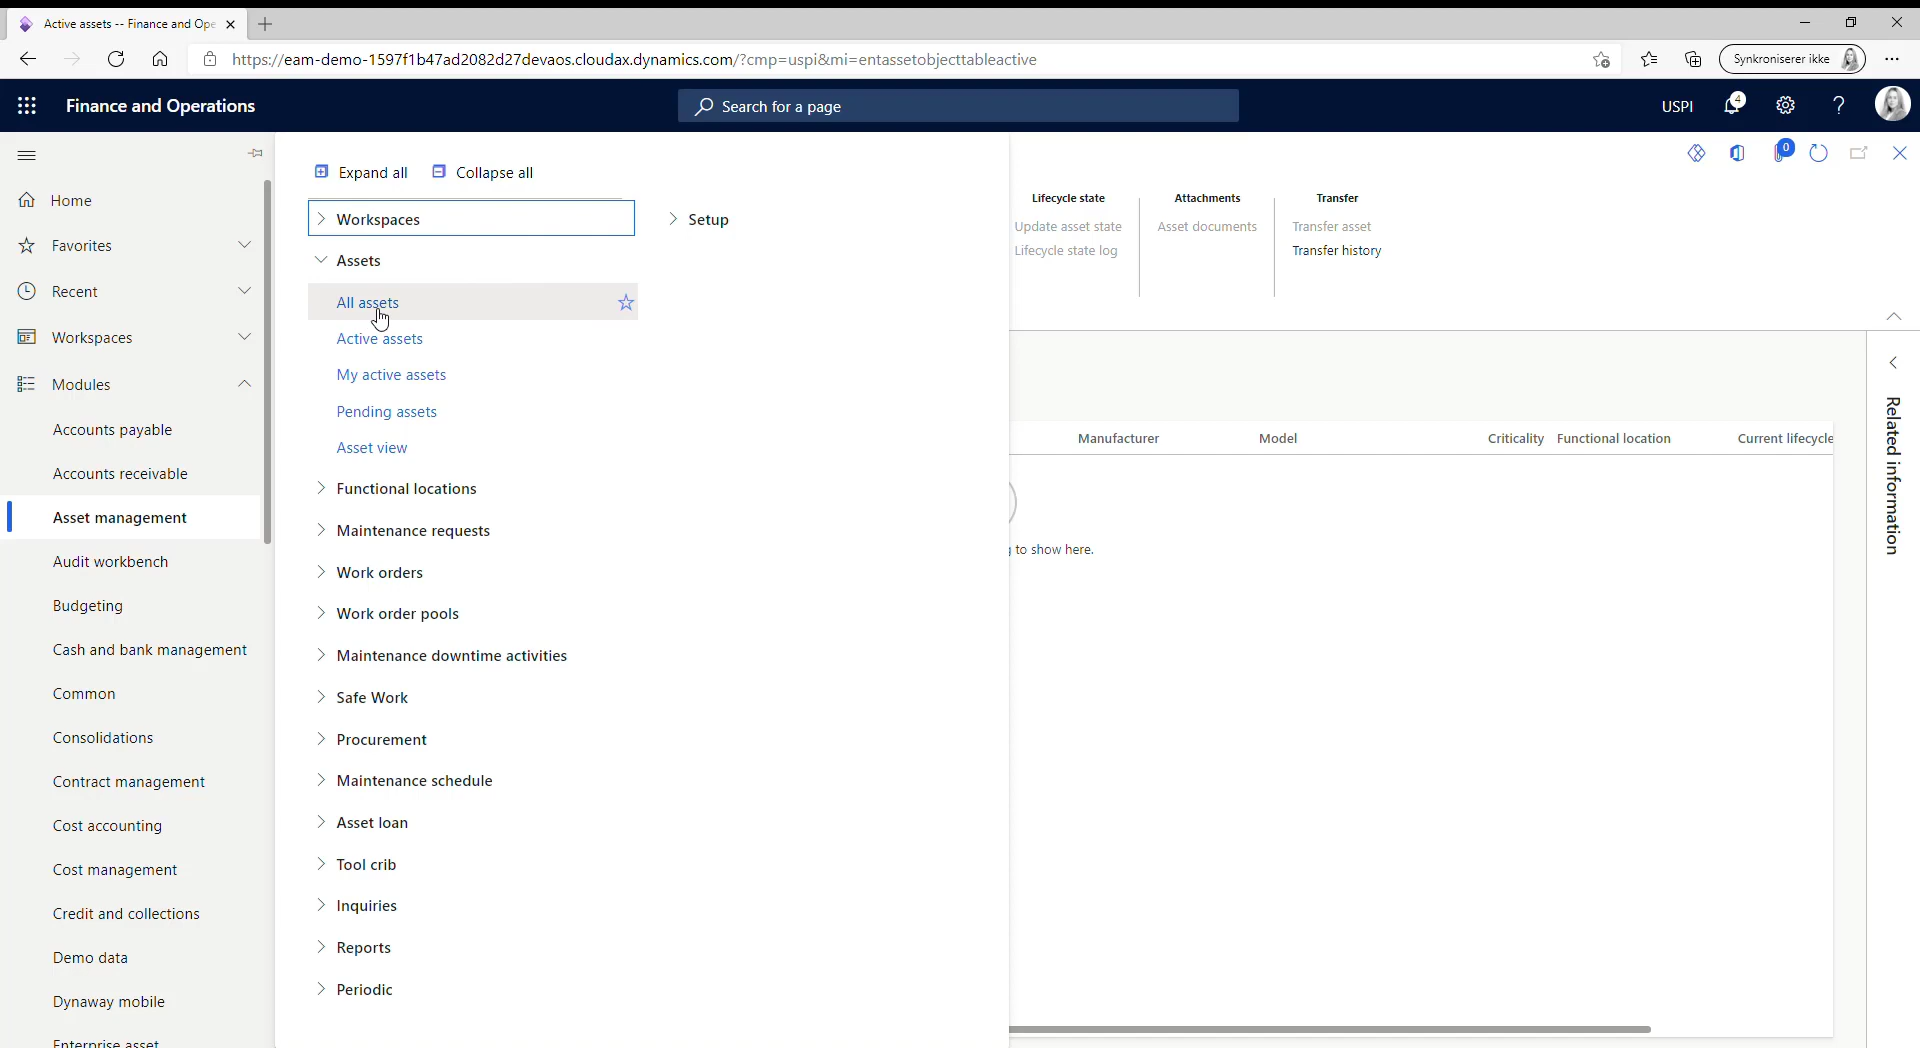 Active assets -- Finance and Ope
https://eam-demo-1597f1b47ad2082d27devaos.cloudax.dynamics.com/?cmp=uspi&mi=entassetobjecttableactive
Synkroniserer ikke
Finance and Operations
Search for a page
USPI
4
Home
Favorites
Recent
Workspaces
Modules
Accounts payable
Accounts receivable
Asset management
Audit workbench
Budgeting
Cash and bank management
Common
Consolidations
Contract management
Cost accounting
Cost management
Credit and collections
Demo data
Dynaway mobile
Enterprise asset
Expand all
Collapse all
Workspaces
Assets
All assets
Active assets
My active assets
Pending assets
Asset view
Functional locations
Maintenance requests
Work orders
Work order pools
Maintenance downtime activities
Safe Work
Procurement
Maintenance schedule
Asset loan
Tool crib
Inquiries
Reports
Periodic
Setup
0
Lifecycle state
Update asset state
Lifecycle state log
Attachments
Asset documents
Transfer
Transfer asset
Transfer history
Manufacturer
Model
Criticality
Functional location
Current lifecycle
to show here.
Related information